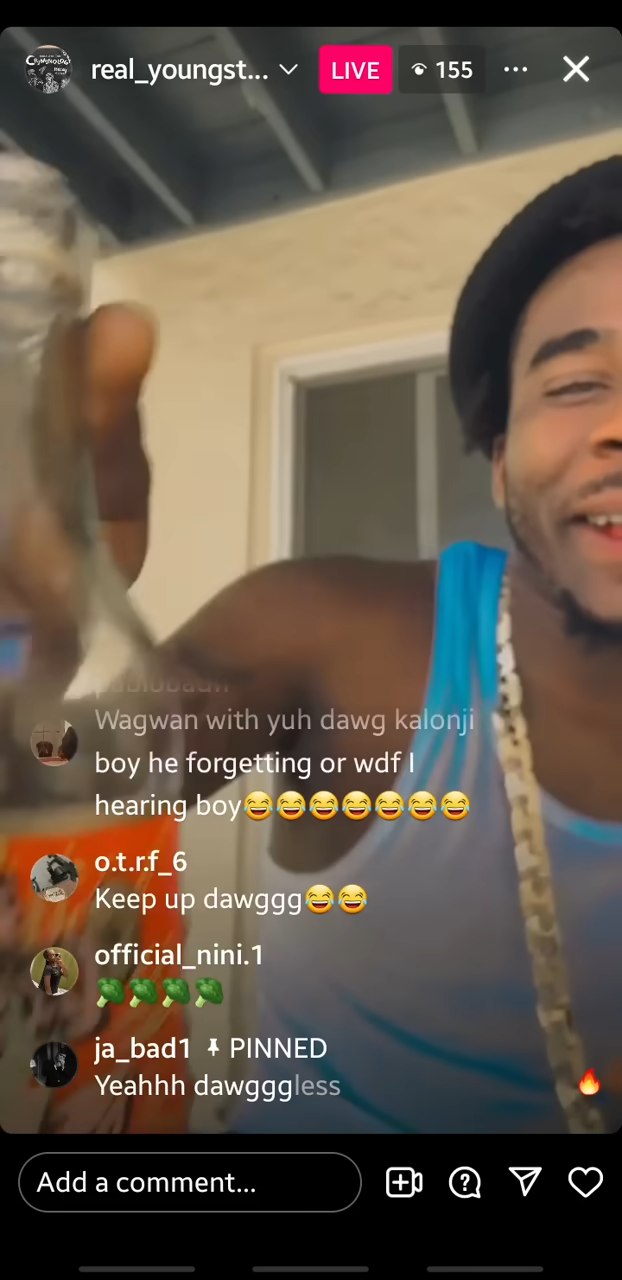 real_youngst...
LIVE
155
Wagwan with yuh dawg kalonji
boy he forgetting or wdf I
hearing boy😂😂😂😂😂😂😂
o.t.r.f_6
Keep up dawggg😂😂
official_nini.1
🥦🥦🥦🥦
ja_bad1 PINNED
Yeahhh dawgggless
Add a comment...